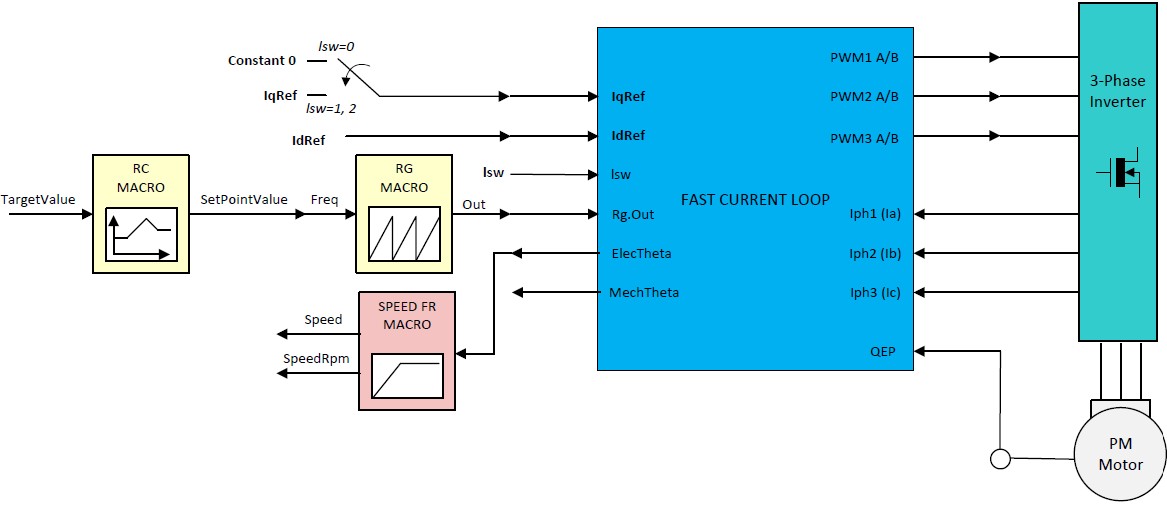 lsw=0
Constant 0
IqRef
lsw=1, 2
IdRef
lsw
TargetValue
RC
MACRO
SetPointValue
Freq
RG
MACRO
Out
SPEED FR
MACRO
Speed
SpeedRpm
IqRef
IdRef
lsw
Rg.Out
ElecTheta
MechTheta
FAST CURRENT LOOP
PWM1 A/B
PWM2 A/B
PWM3 A/B
Iph1 (Ia)
Iph2 (Ib)
Iph3 (Ic)
QEP
3-Phase
Inverter
PM
Motor